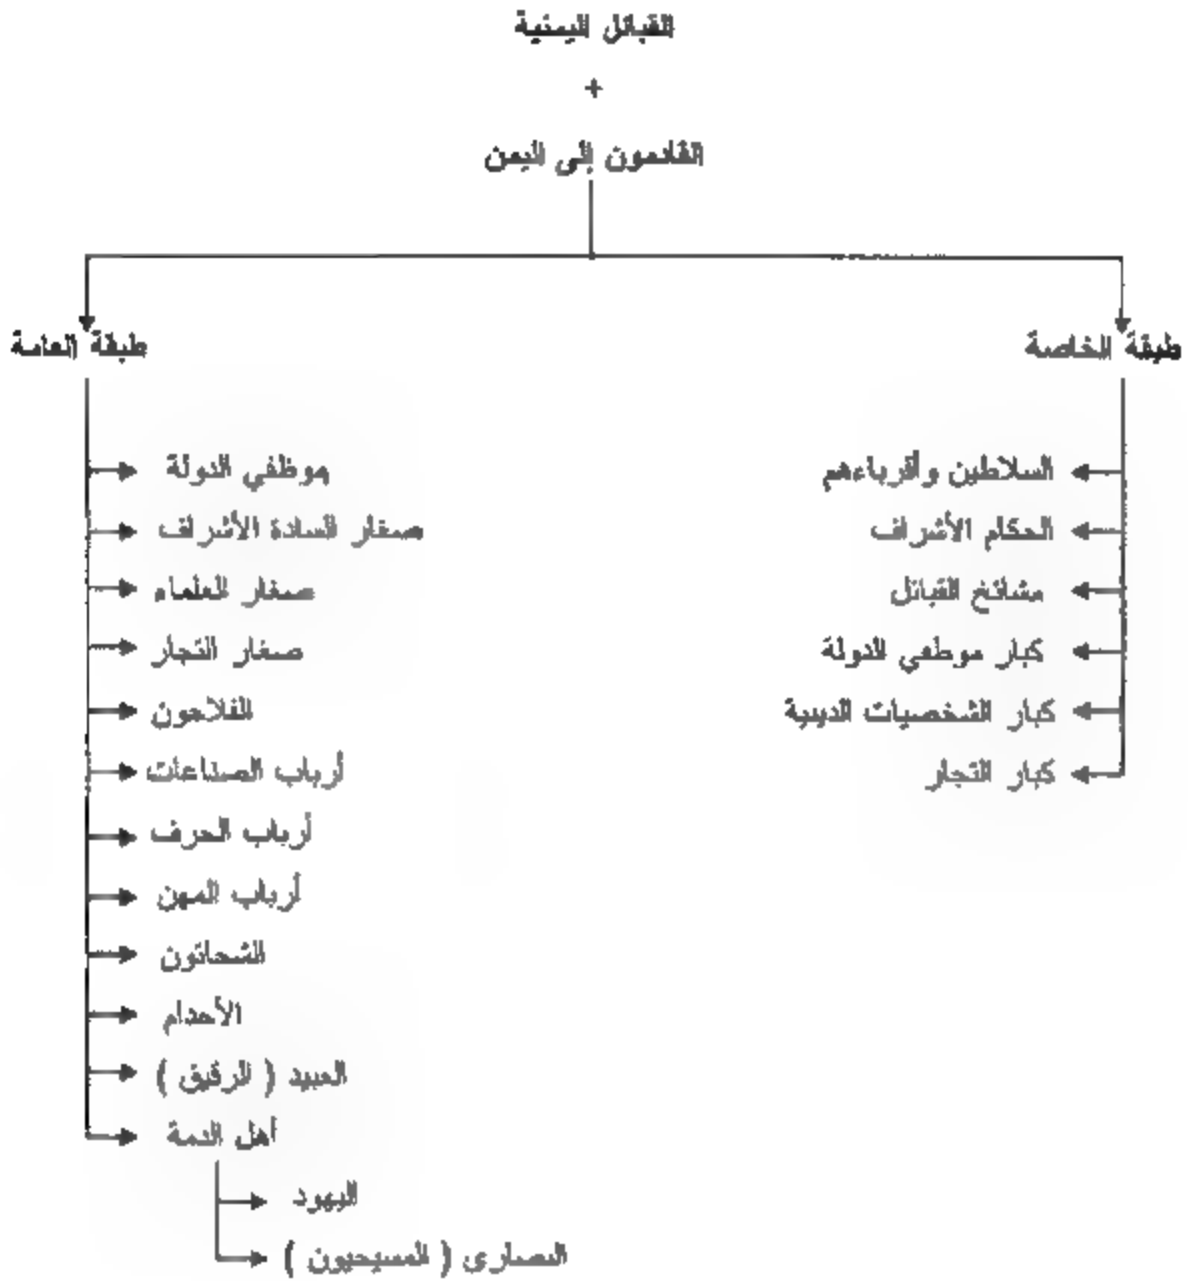 القبائل اليمنية
+
القادمون إلى اليمن
طبقة الخاصة
السلاطين وأقرباءهم
الحكام الأشراف
مشائخ القبائل
كبار موظفي الدولة
كبار الشخصيات الدينية
كبار التجار
طبقة العامة
موظفي الدولة
صغار السادة الأشراف
صغار العلماء
صغار التجار
الفلاحون
أرباب الصناعات
أرباب الحرف
أرباب المهن
الشحاتون
الأخدام
العبيد ( الرقيق )
أهل الذمة
اليهود
النصارى ( المسيحيون )